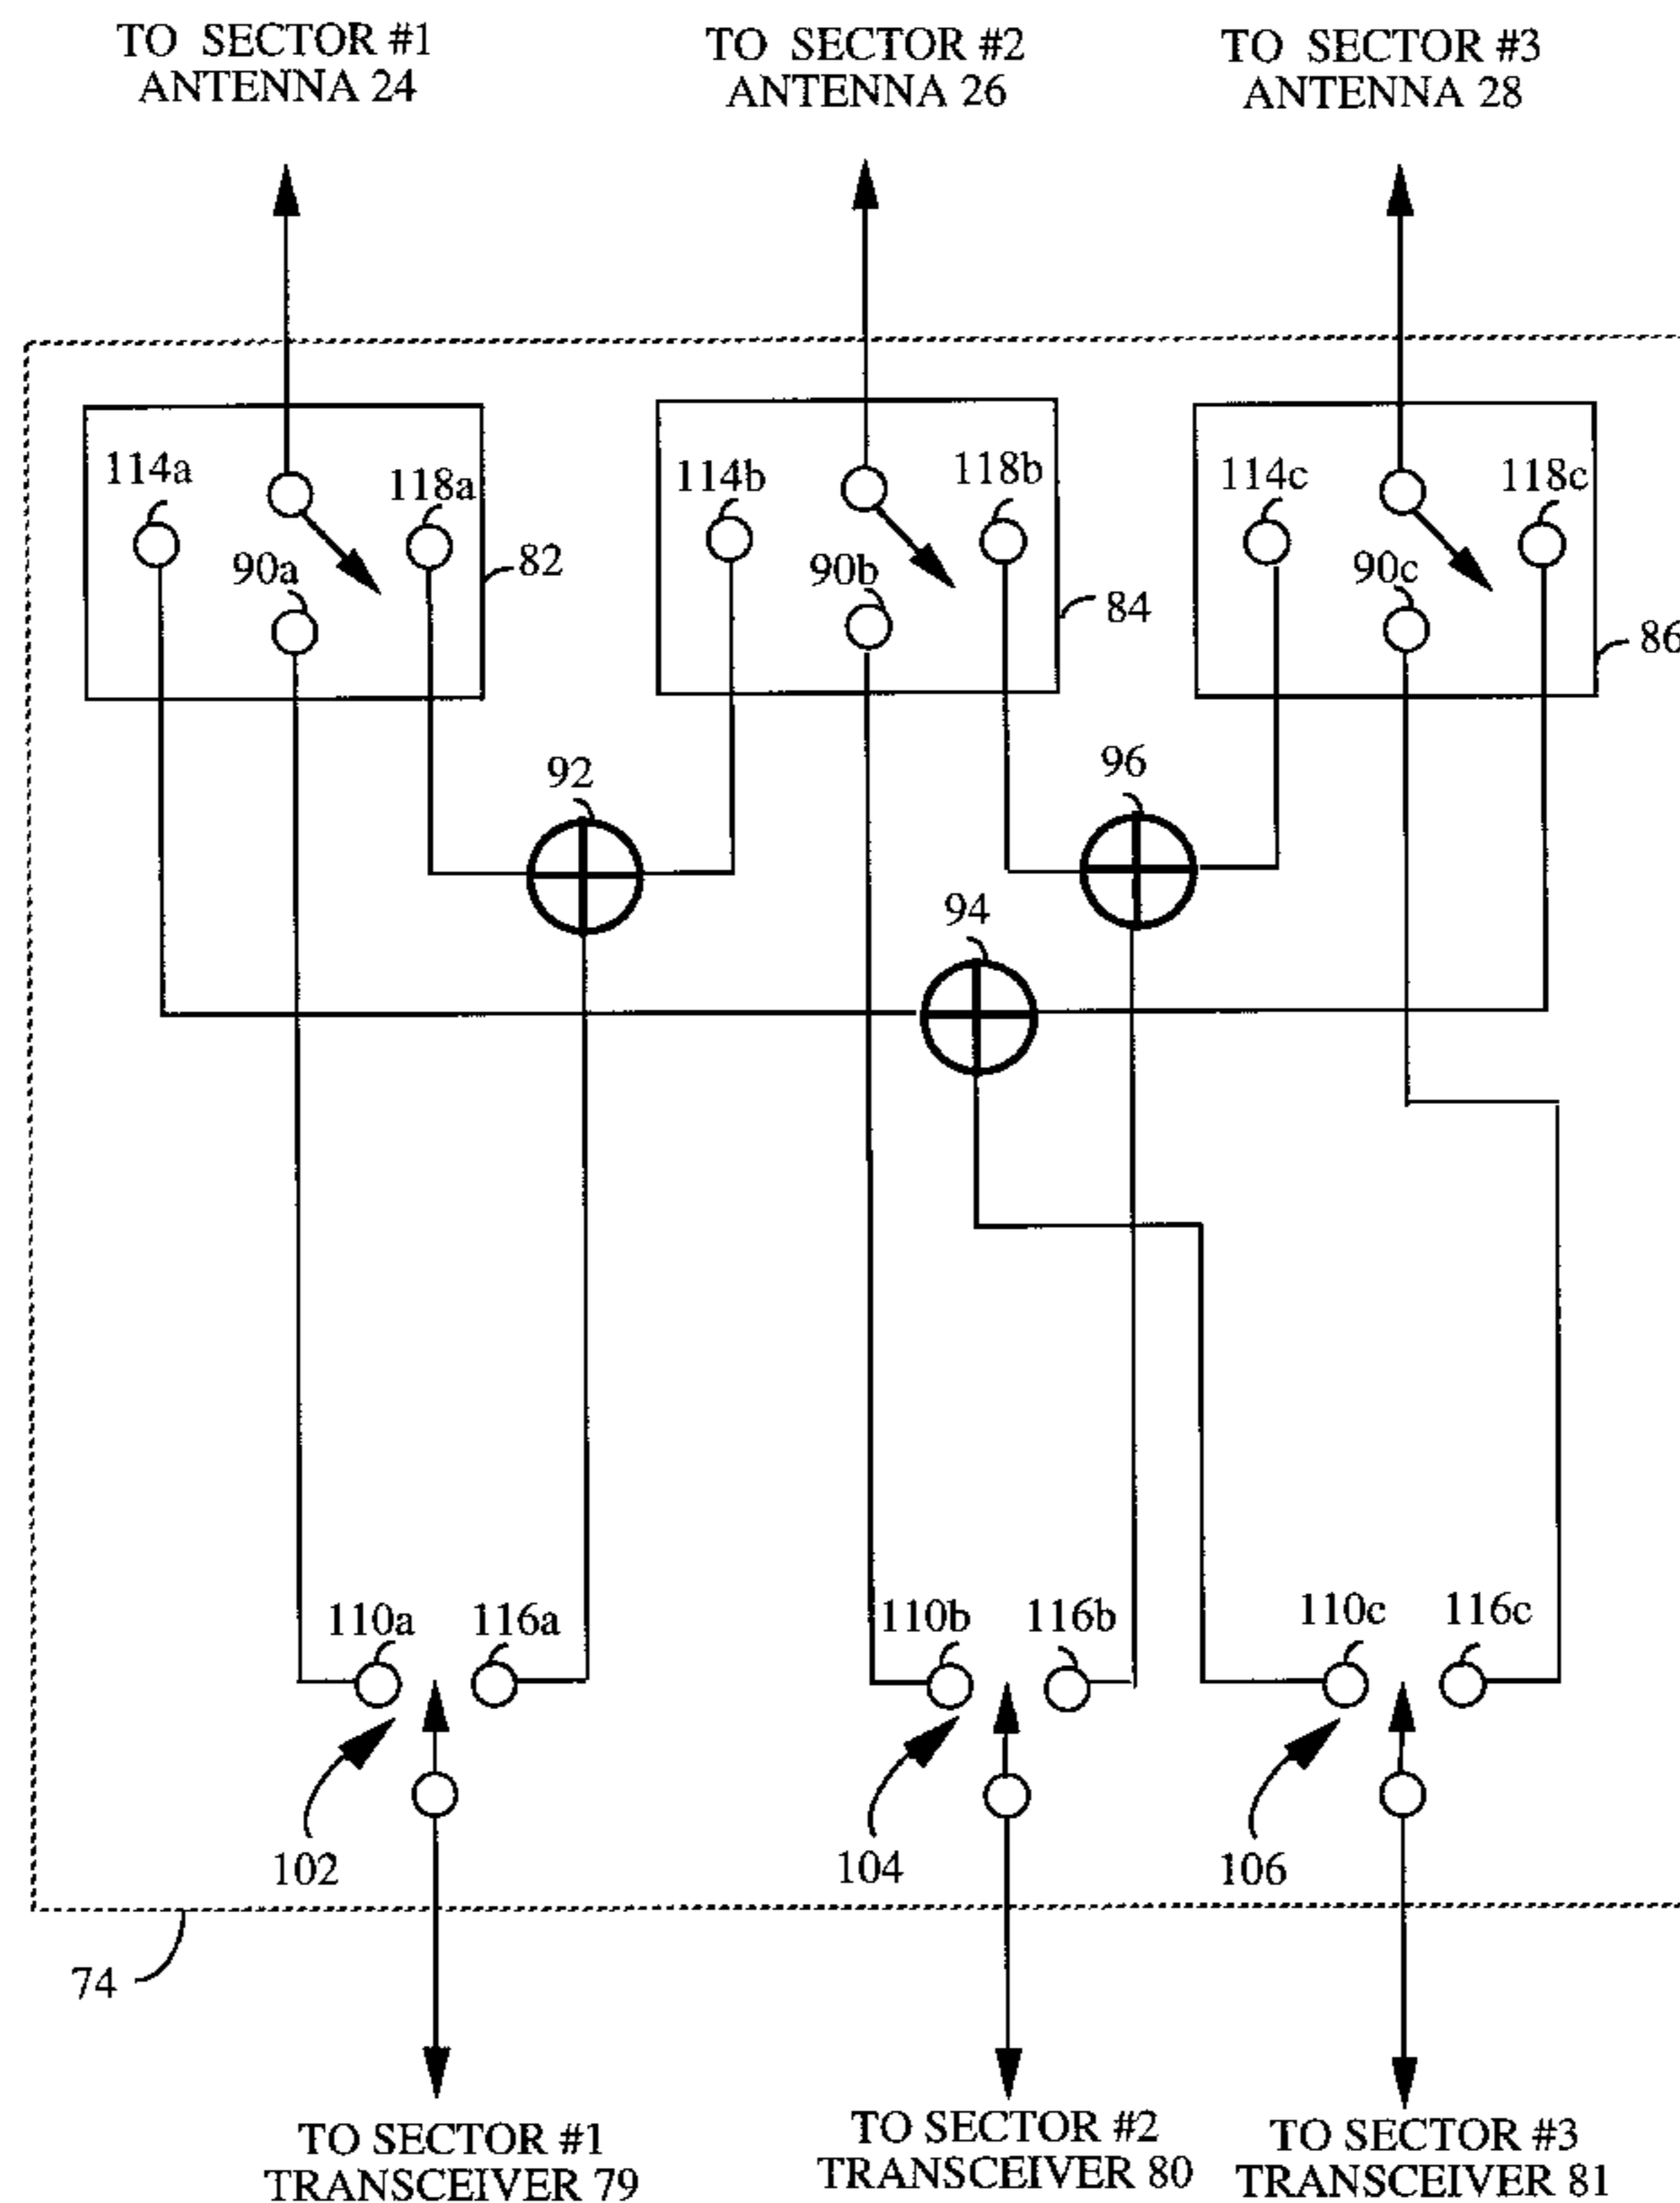 TO SECTOR #1
ANTENNA 24
TO SECTOR #2
ANTENNA 26
TO SECTOR #3
ANTENNA 28
114a
118a
90a
82
114b
118b
90b
84
114c
118c
90c
86
92
96
94
110a
116a
110b
116b
110c
116c
102
104
106
74
TO SECTOR #1
TRANSCEIVER 79
TO SECTOR #2
TRANSCEIVER 80
TO SECTOR #3
TRANSCEIVER 81